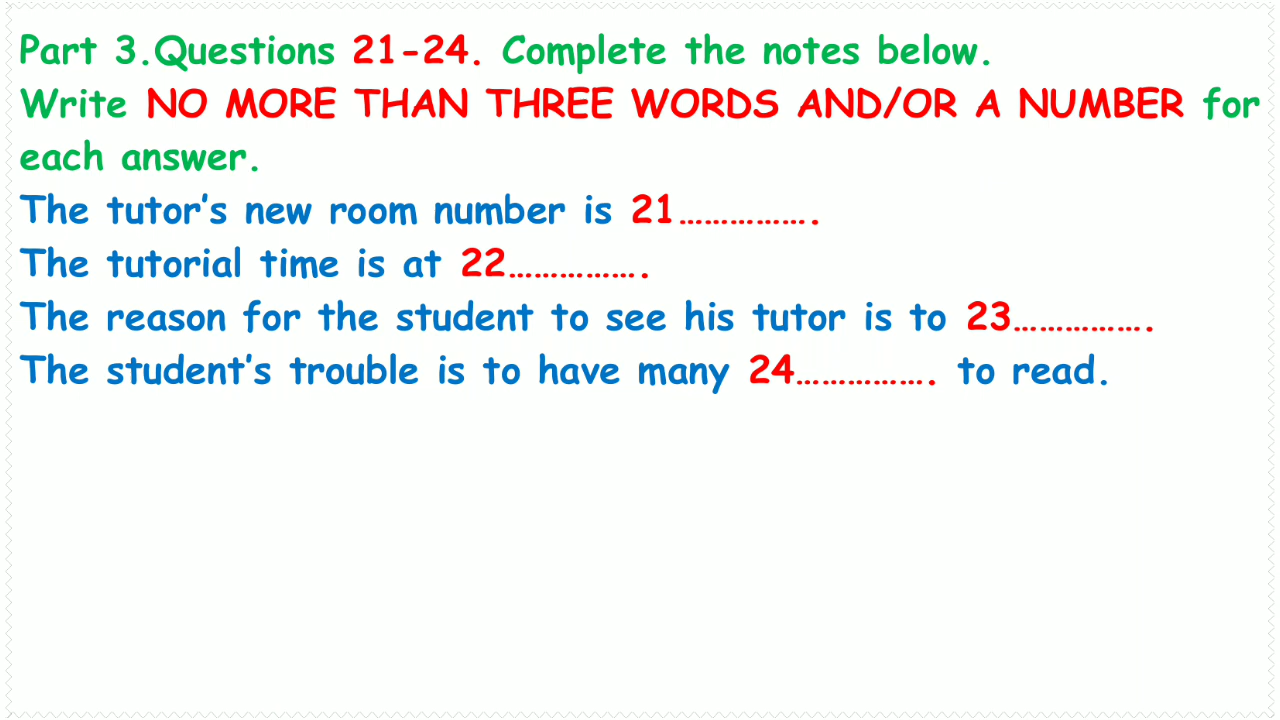 Part 3.Questions 21-24. Complete the notes below.
Write NO MORE THAN THREE WORDS AND/OR A NUMBER for
each answer.
The tutor's new room number is 21…………….
The tutorial time is at 22…………….
The reason for the student to see his tutor is to 23…………….
The student's trouble is to have many 24……………. to read.